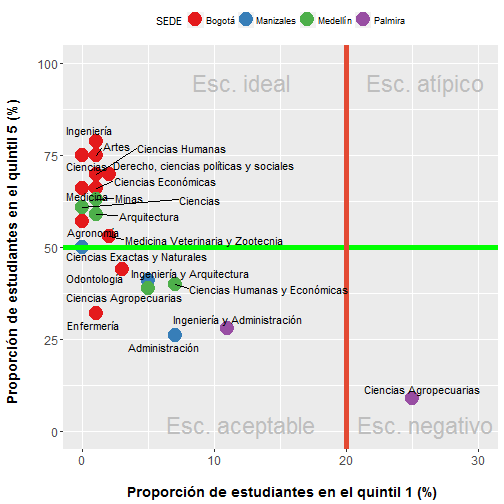 SEDE Bogotá Manizales Medellín Palmira
Proporción de estudiantes en el quintil 5 (%)
100
75
50
25
0
Esc. ideal
Esc. atípico
Ingeniería
Artes
Ciencias Humanas
Ciencias
Derecho, ciencias políticas y sociales
Ciencias Económicas
Medicina
Minas
Ciencias
Arquitectura
Agronomía
Medicina Veterinaria y Zootecnia
Ciencias Exactas y Naturales
Odontología
Ingeniería y Arquitectura
Ciencias Humanas y Económicas
Ciencias Agropecuarias
Enfermería
Ingeniería y Administración
Administración
Ciencias Agropecuarias
Esc. aceptable
Esc. negativo
0
10
20
30
Proporción de estudiantes en el quintil 1 (%)